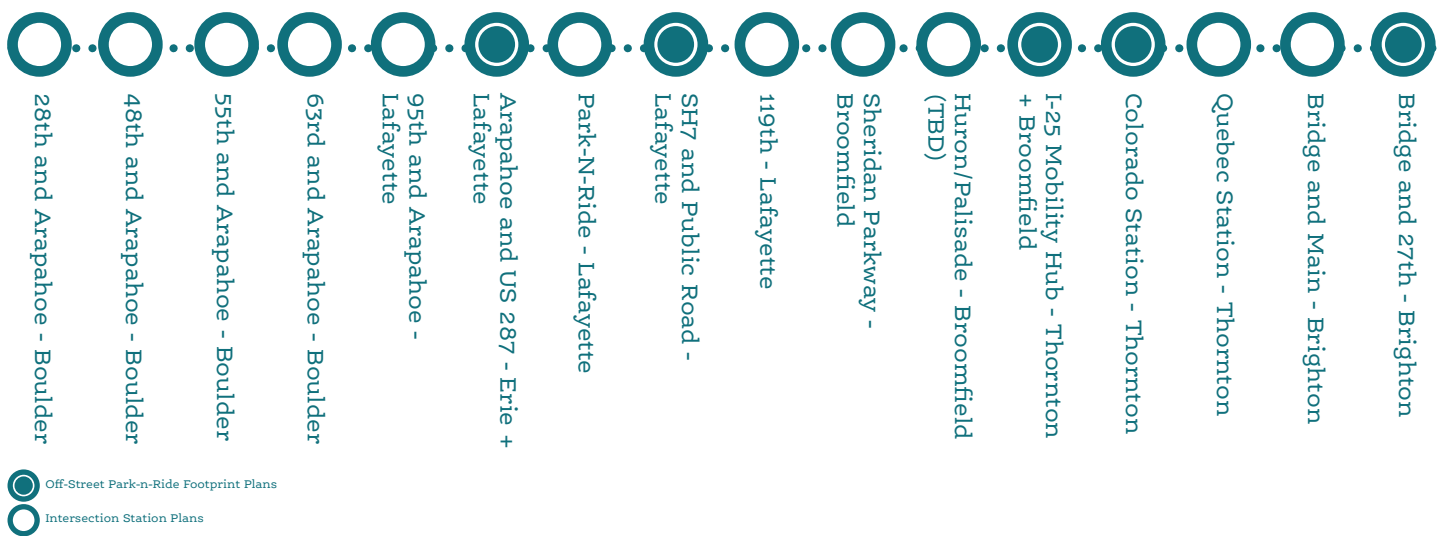 28th and Arapahoe - Boulder
48th and Arapahoe - Boulder
55th and Arapahoe - Boulder
63rd and Arapahoe - Boulder
95th and Arapahoe -
Lafayette
Arapahoe and US 287 - Erie +
Lafayette
Park-N-Ride - Lafayette
SH7 and Public Road -
Lafayette
119th - Lafayette
Sheridan Parkway -
Broomfield
Huron/Palisade - Broomfield
(TBD)
I-25 Mobility Hub - Thornton
+ Broomfield
Colorado Station - Thornton
Quebec Station - Thornton
Bridge and Main - Brighton
Bridge and 27th - Brighton
Off-Street Park-n-Ride Footprint Plans
Intersection Station Plans